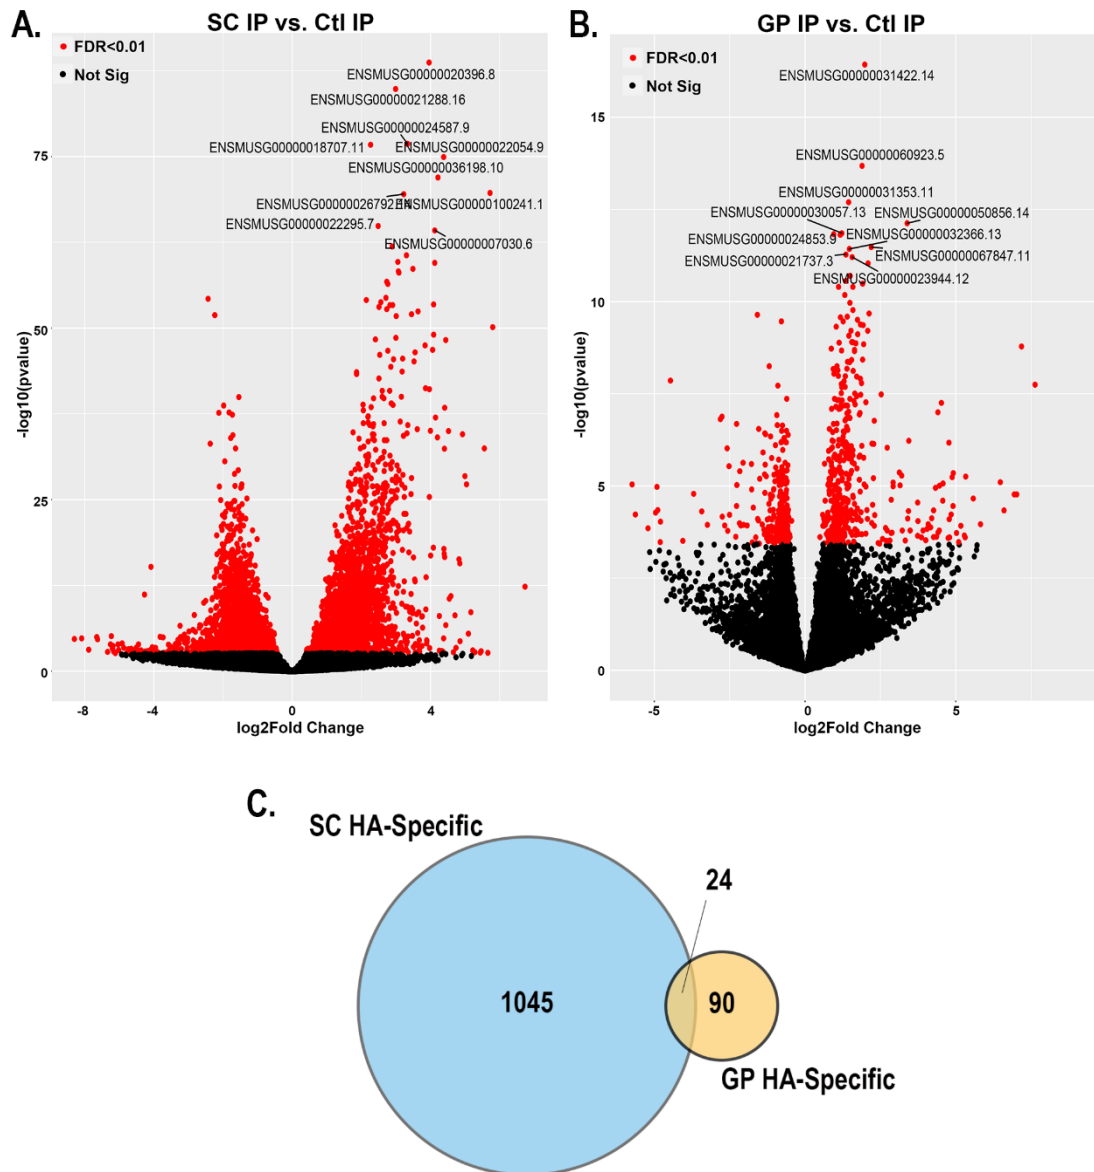 A.
SC IP vs. Ctl IP
FDR<0.01
Not Sig
ENSMUSG00000020396.8
ENSMUSG00000021288.16
ENSMUSG00000024587.9
ENSMUSG00000018707.11
ENSMUSG00000022054.9
ENSMUSG00000036198.10
ENSMUSG00000100241.1
ENSMUSG00000022295.7
ENSMUSG00000007030.6
75
50
25
0
-log10(pvalue)
-8
-4
0
4
log2Fold Change
B.
GP IP vs. Ctl IP
FDR<0.01
Not Sig
ENSMUSG00000031422.14
ENSMUSG00000060923.5
ENSMUSG00000031353.11
ENSMUSG00000030057.13
ENSMUSG00000050856.14
ENSMUSG00000024853.9
ENSMUSG00000032366.13
ENSMUSG00000021737.3
ENSMUSG00000067847.11
ENSMUSG00000023944.12
15
10
5
0
-log10(pvalue)
-5
0
5
log2Fold Change
C.
SC HA-Specific
24
1045
90
GP HA-Specific